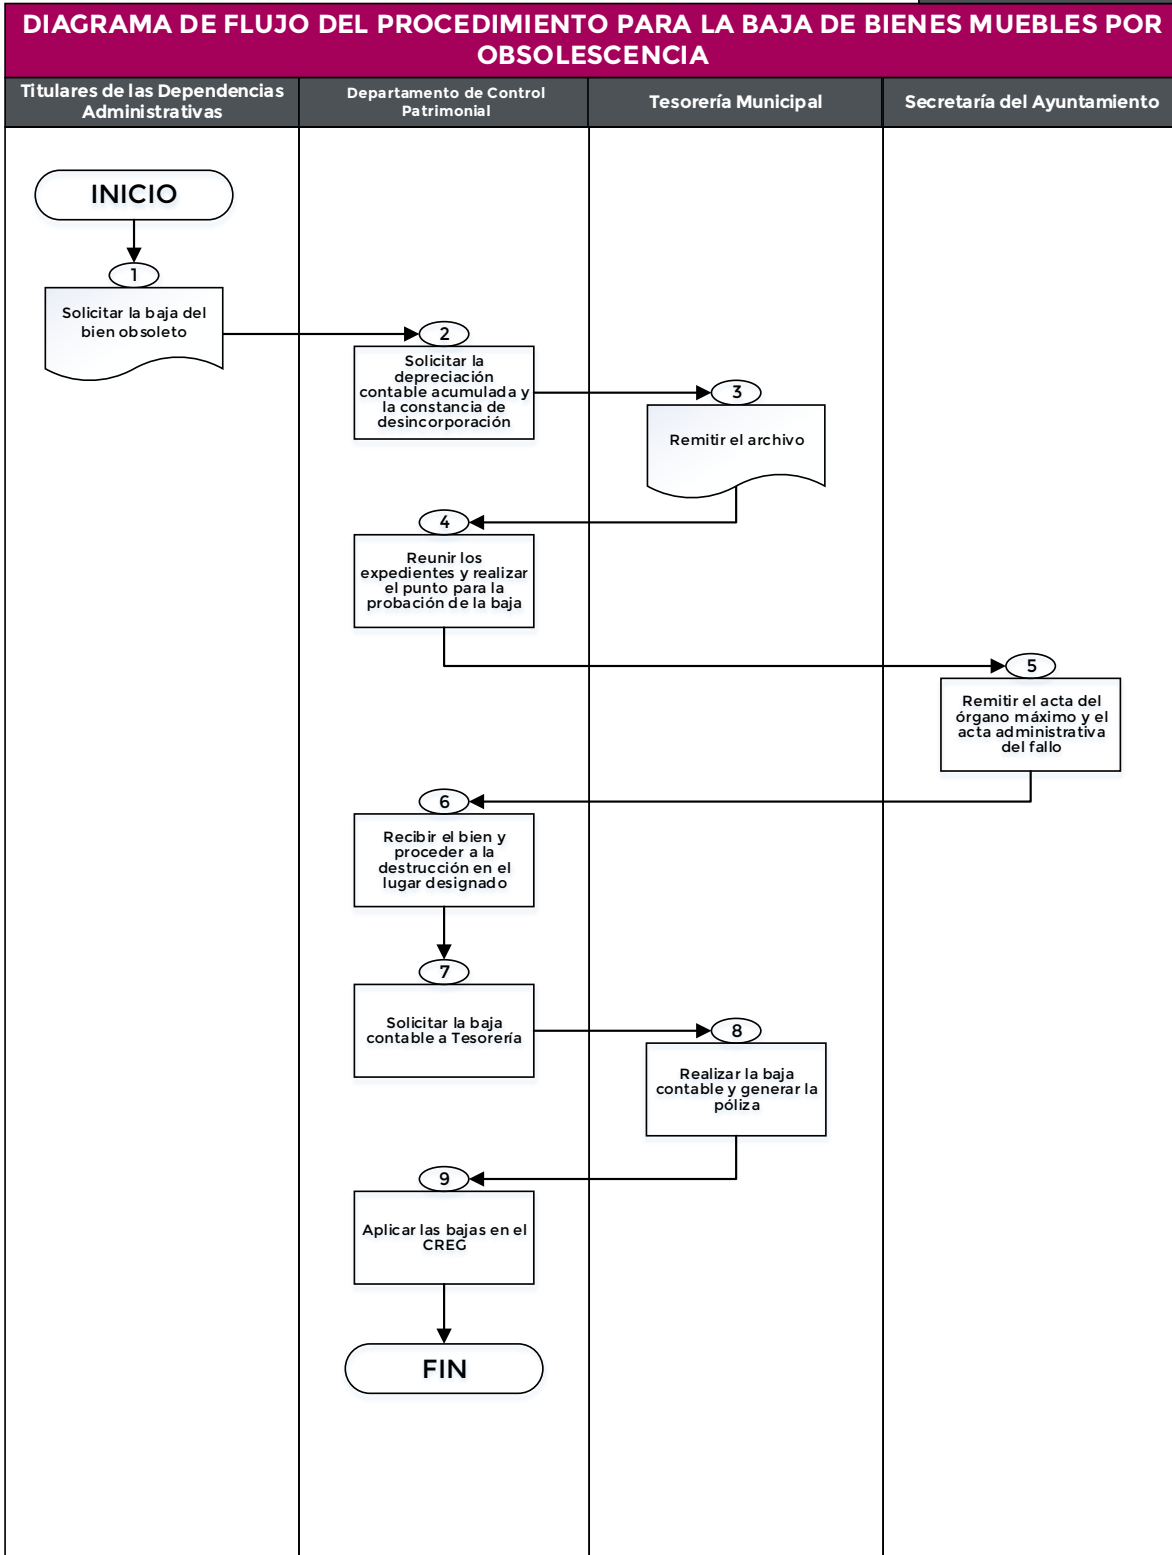 DIAGRAMA DE FLUJO DEL PROCEDIMIENTO PARA LA BAJA DE BIENES MUEBLES POR
OBSOLESCENCIA
Titulares de las Dependencias
Administrativas
Departamento de Control
Patrimonial
Tesorería Municipal
Secretaría del Ayuntamiento
INICIO
1
Solicitar la baja del
bien obsoleto
2
Solicitar la
depreciación
contable acumulada y
la constancia de
desincorporación
3
Remitir el archivo
4
Reunir los
expedientes y realizar
el punto para la
probación de la baja
5
Remitir el acta del
órgano máximo y el
acta administrativa
del fallo
6
Recibir el bien y
proceder a la
destrucción en el
lugar designado
7
Solicitar la baja
contable a Tesorería
8
Realizar la baja
contable y generar la
póliza
9
Aplicar las bajas en el
CREG
FIN